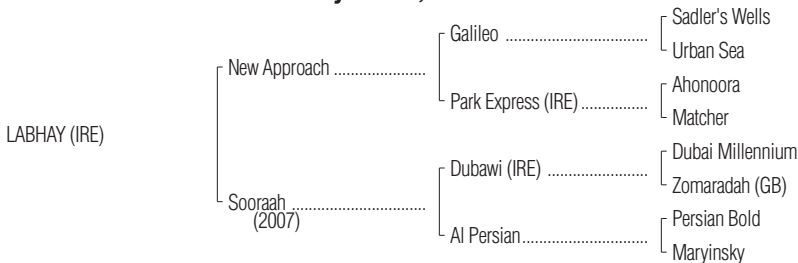 Sadler's Wells
Galileo ........................................
Urban Sea
New Approach ..........................
Ahonoora
Park Express (IRE) ...................
Matcher
LABHAY (IRE)
Dubai Millennium
Dubawi (IRE) .............................
Zomaradah (GB)
Sooraah .....................................
(2007)
Persian Bold
Al Persian...................................
Maryinsky